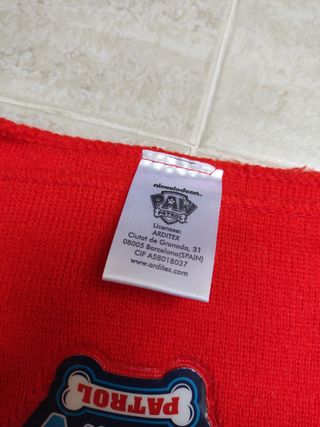 nickelodeon
PAW
PATROL
Licensee:
ARDITEX
Ciutat de Granada, 31
08005 Barcelona(SPAIN)
CIF A58018037
www.arditex.com
PATROL